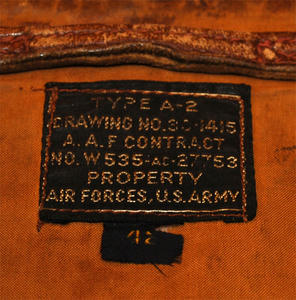 TYPE A-2
DRAWING NO. 30-1415
A. A. F CONTRACT
NO. W 535-AC-27753
PROPERTY
AIR FORCES, U.S. ARMY
42